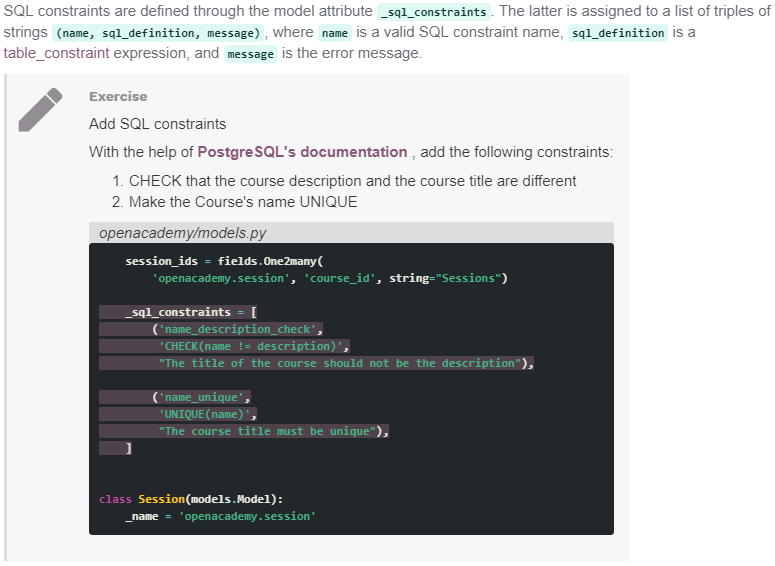 SQL constraints are defined through the model attribute _sql_constraints . The latter is assigned to a list of triples of
strings (name, sql_definition, message) , where name is a valid SQL constraint name, sql_definition is a
table_constraint expression, and message is the error message.
Exercise
Add SQL constraints
With the help of PostgreSQL's documentation , add the following constraints:
1. CHECK that the course description and the course title are different
2. Make the Course's name UNIQUE
openacademy/models.py
    session_ids = fields.One2many(
        'openacademy.session', 'course_id', string="Sessions")
    _sql_constraints = [
        ('name_description_check',
         'CHECK(name != description)',
         "The title of the course should not be the description"),
        ('name_unique',
         'UNIQUE(name)',
         "The course title must be unique"),
    ]
class Session(models.Model):
    _name = 'openacademy.session'